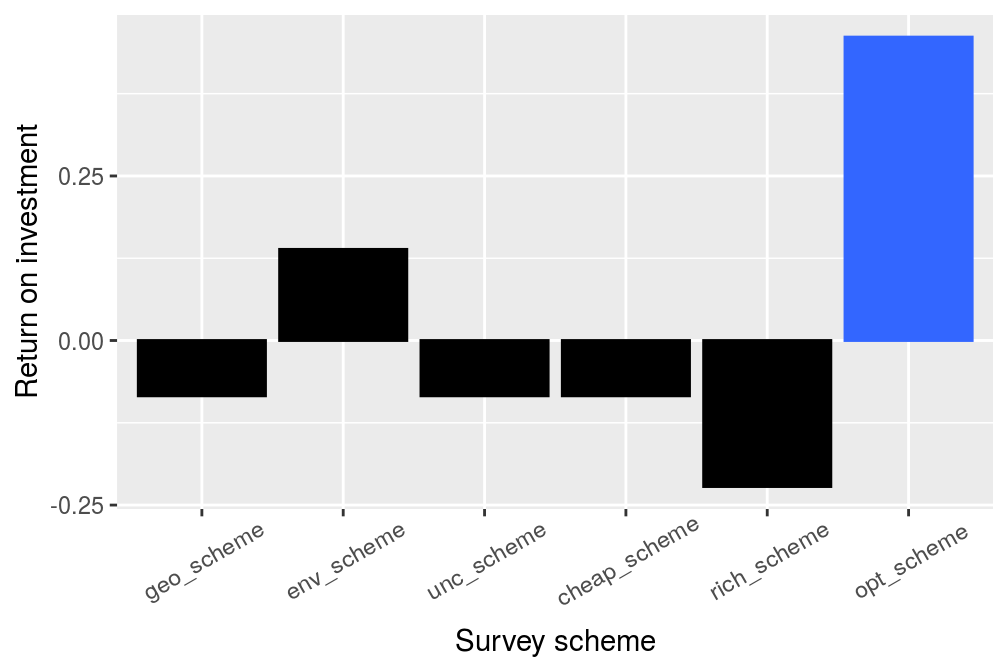 Return on investment
0.25
0.00
-0.25
geo_scheme
env_scheme
unc_scheme
cheap_scheme
rich_scheme
opt_scheme
Survey scheme